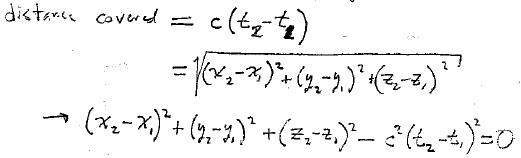 distance covered = c(t₂-t₂)
= √(x₂-x₁)²+(y₂-y₁)²+(z₂-z₁)²
→ (x₂-x₁)²+(y₂-y₁)²+(z₂-z₁)²-c²(t₂-t₁)²=0